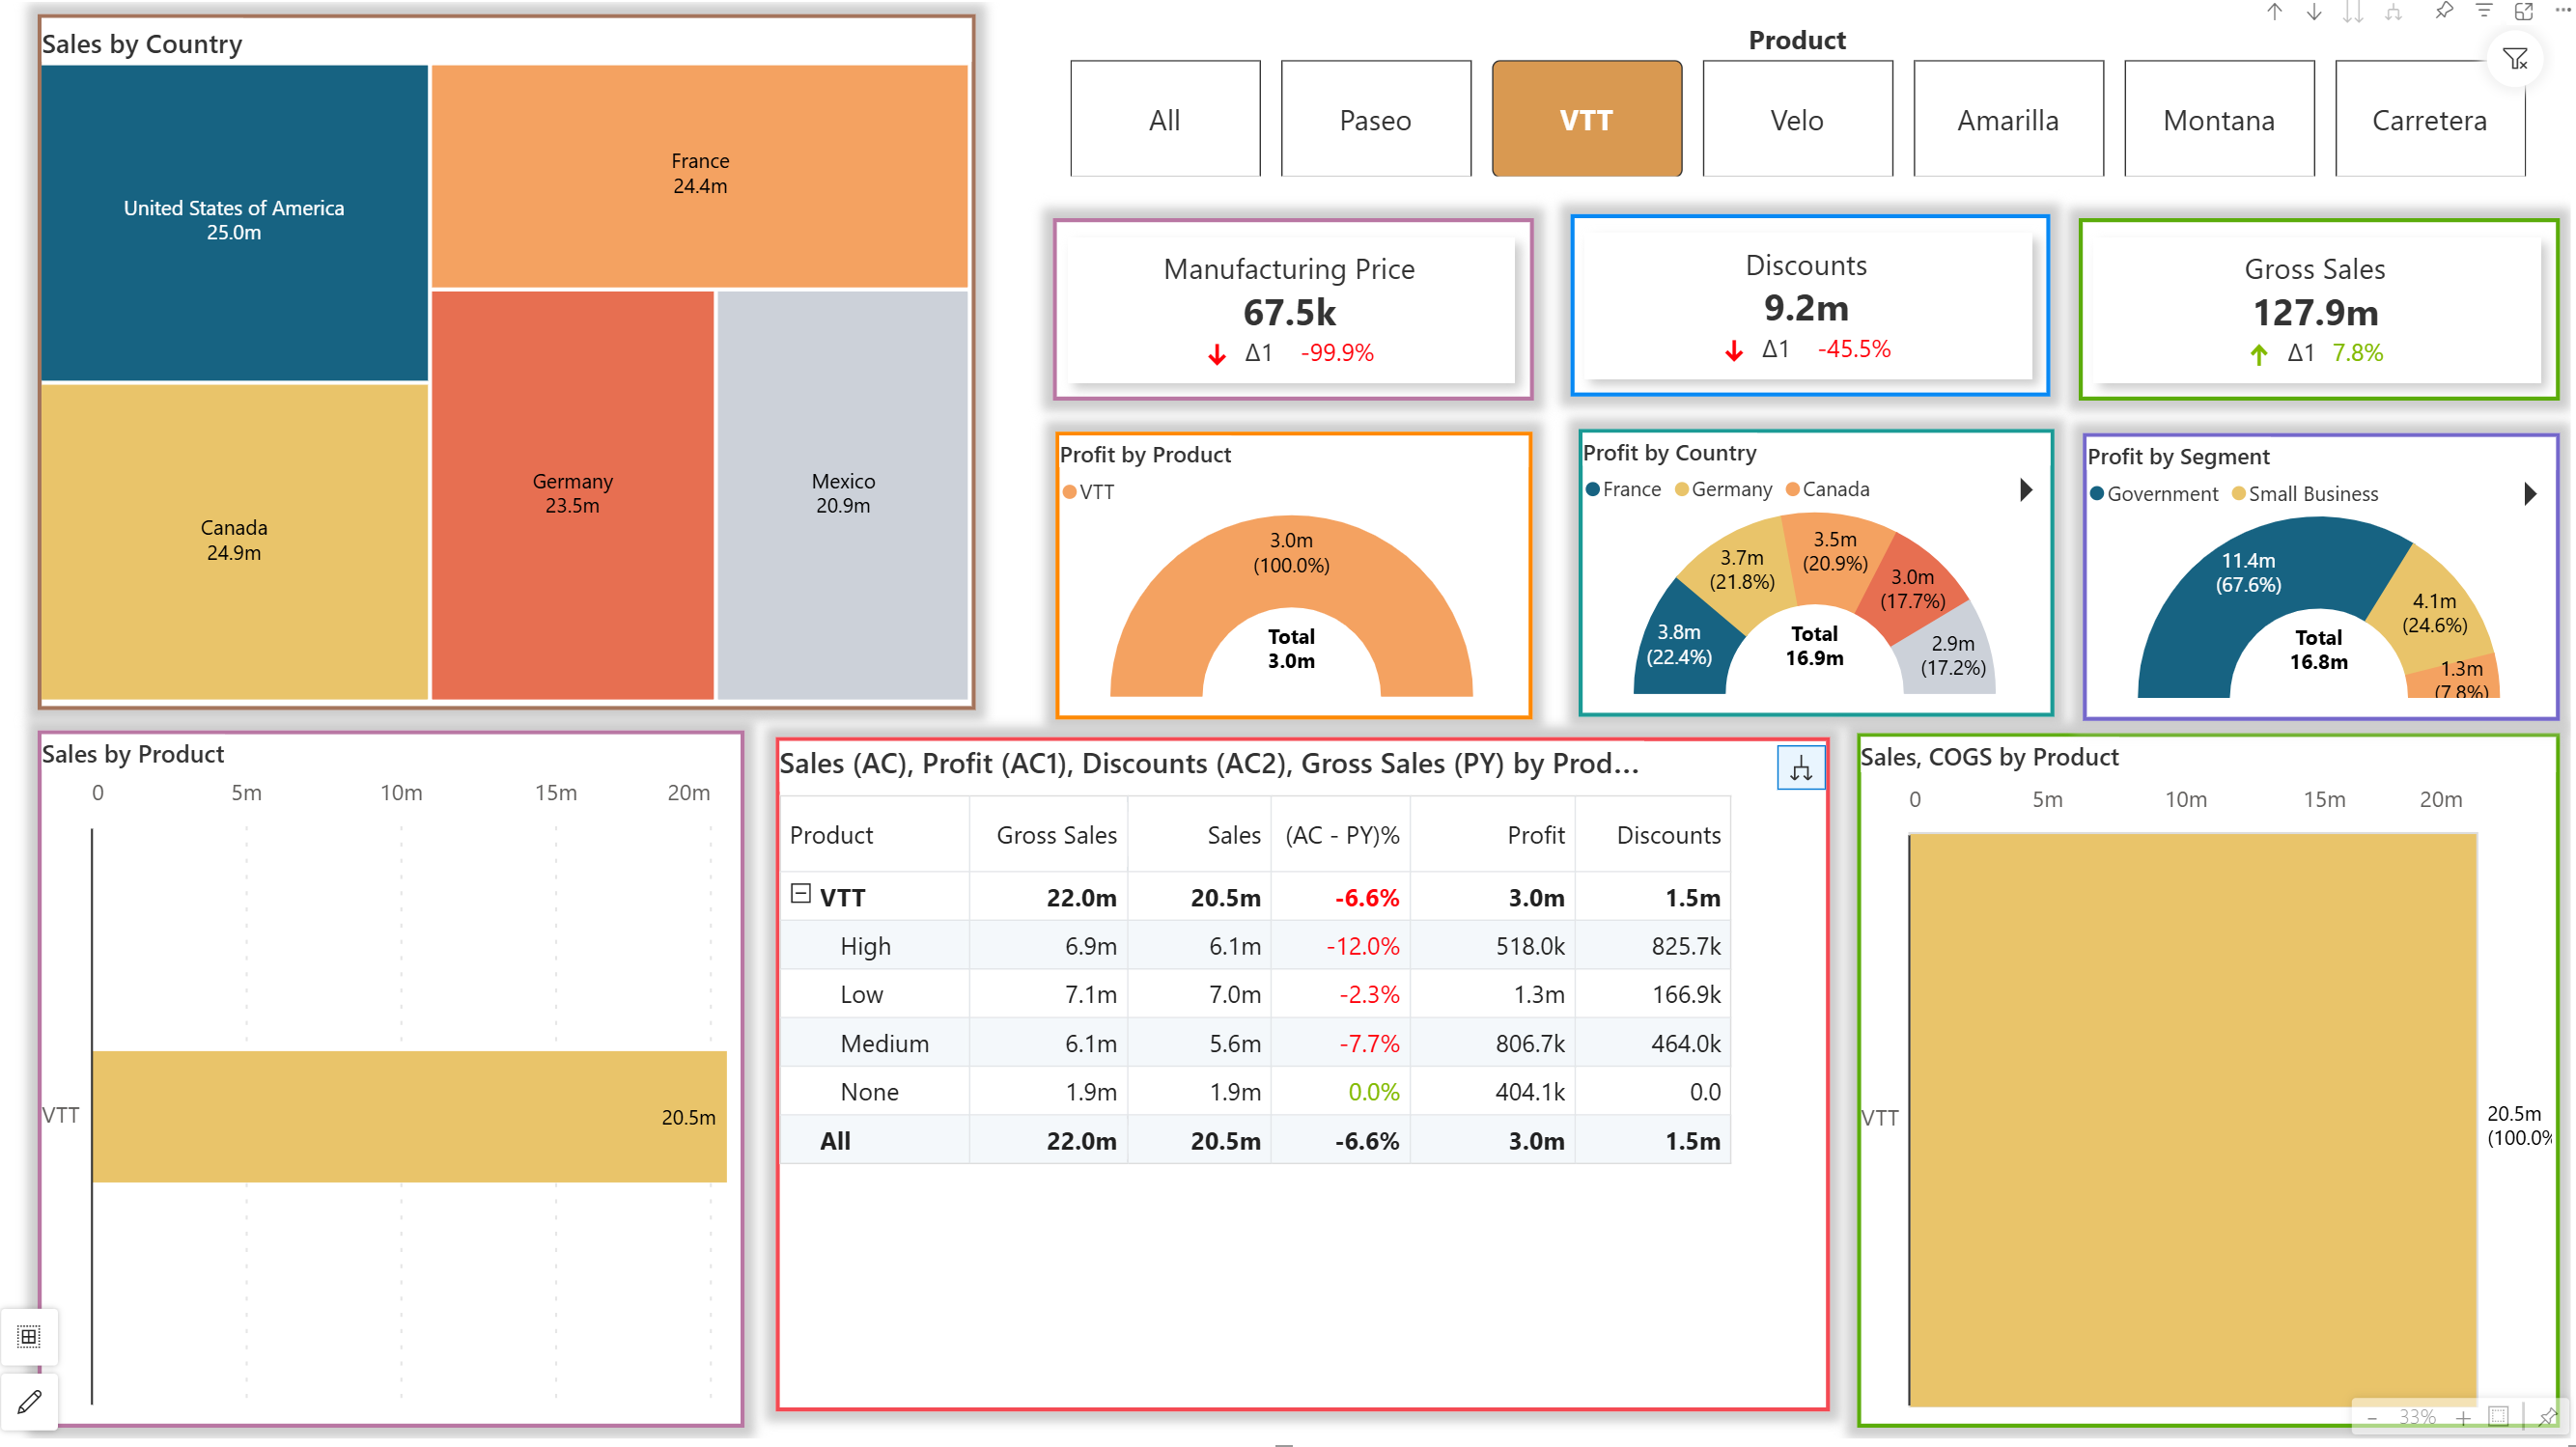 Sales by Country
United States of America
25.0m
France
24.4m
Canada
24.9m
Germany
23.5m
Mexico
20.9m
Product
All
Paseo
VTT
Velo
Amarilla
Montana
Carretera
Manufacturing Price
67.5k
Δ1 -99.9%
Discounts
9.2m
Δ1 -45.5%
Gross Sales
127.9m
Δ1 7.8%
Profit by Product
VTT
3.0m
(100.0%)
Total
3.0m
Profit by Country
France Germany Canada
3.8m
(22.4%)
3.7m
(21.8%)
3.5m
(20.9%)
3.0m
(17.7%)
2.9m
(17.2%)
Total
16.9m
Profit by Segment
Government Small Business
11.4m
(67.6%)
4.1m
(24.6%)
1.3m
(7.8%)
Total
16.8m
Sales by Product
0 5m 10m 15m 20m
VTT
20.5m
Sales (AC), Profit (AC1), Discounts (AC2), Gross Sales (PY) by Prod...
Product Gross Sales Sales (AC - PY)% Profit Discounts
VTT 22.0m 20.5m -6.6% 3.0m 1.5m
High 6.9m 6.1m -12.0% 518.0k 825.7k
Low 7.1m 7.0m -2.3% 1.3m 166.9k
Medium 6.1m 5.6m -7.7% 806.7k 464.0k
None 1.9m 1.9m 0.0% 404.1k 0.0
All 22.0m 20.5m -6.6% 3.0m 1.5m
Sales, COGS by Product
0 5m 10m 15m 20m
VTT
20.5m
(100.0%
33%